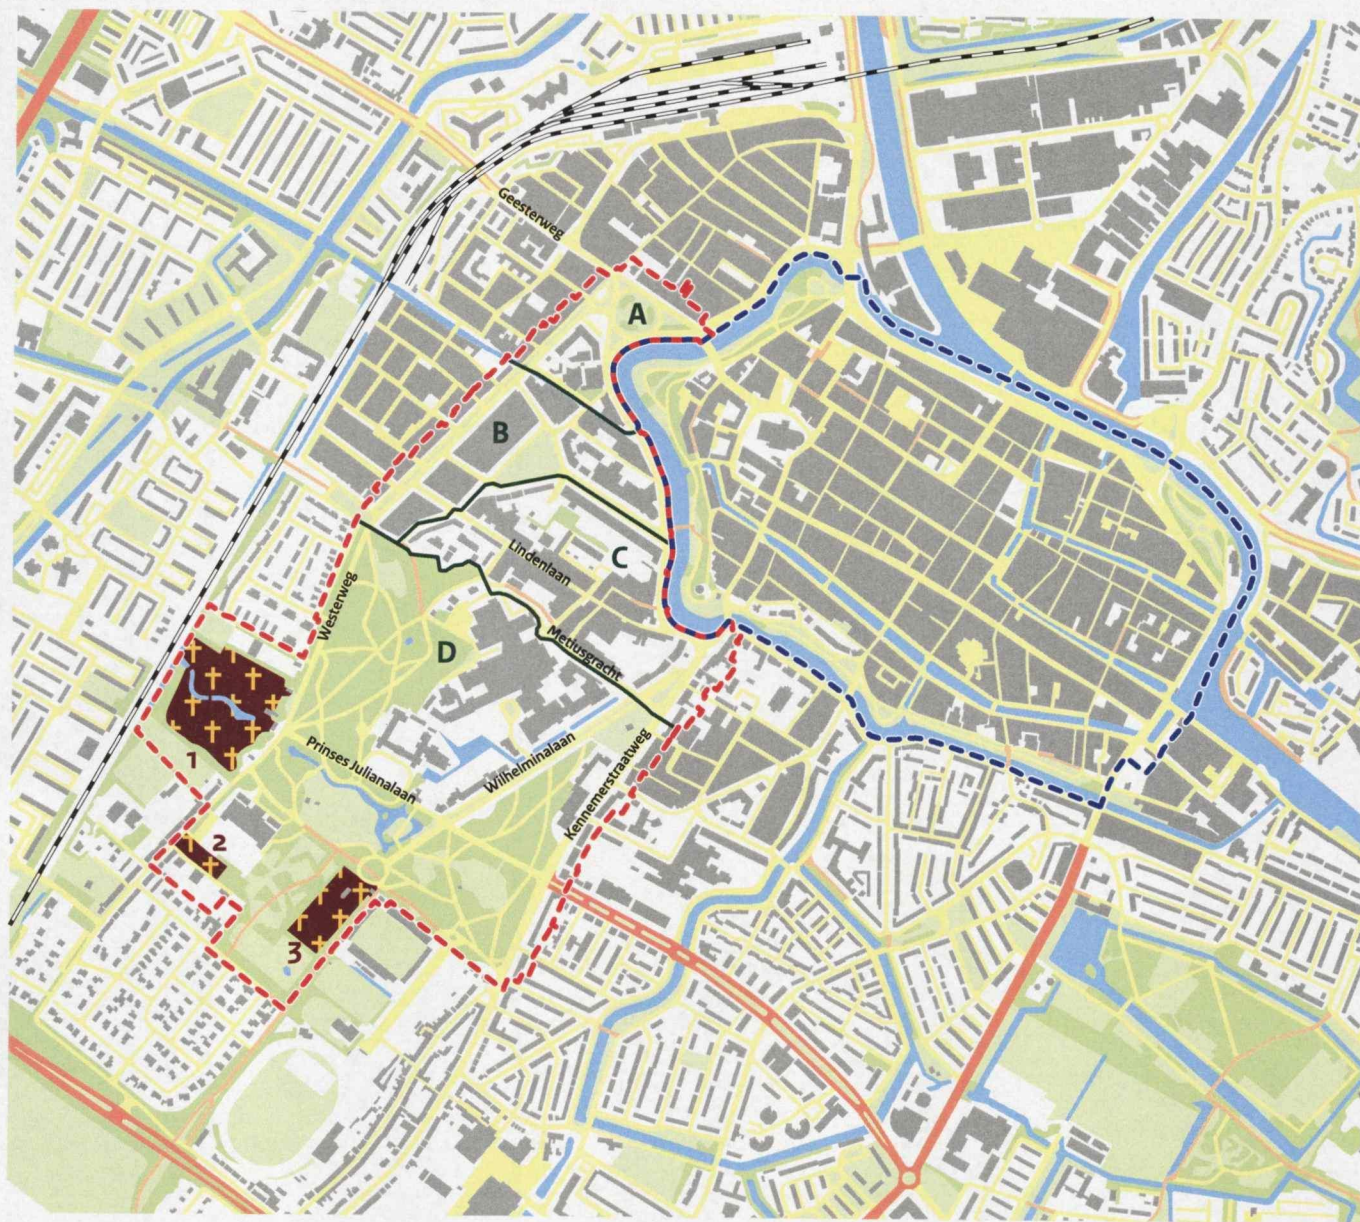 Geesterweg
A
B
C
Lindenlaan
Westerweg
D
Metiusgracht
Prinses Julianalaan
Wilhelminalaan
Kennemerstraatweg
1
2
3